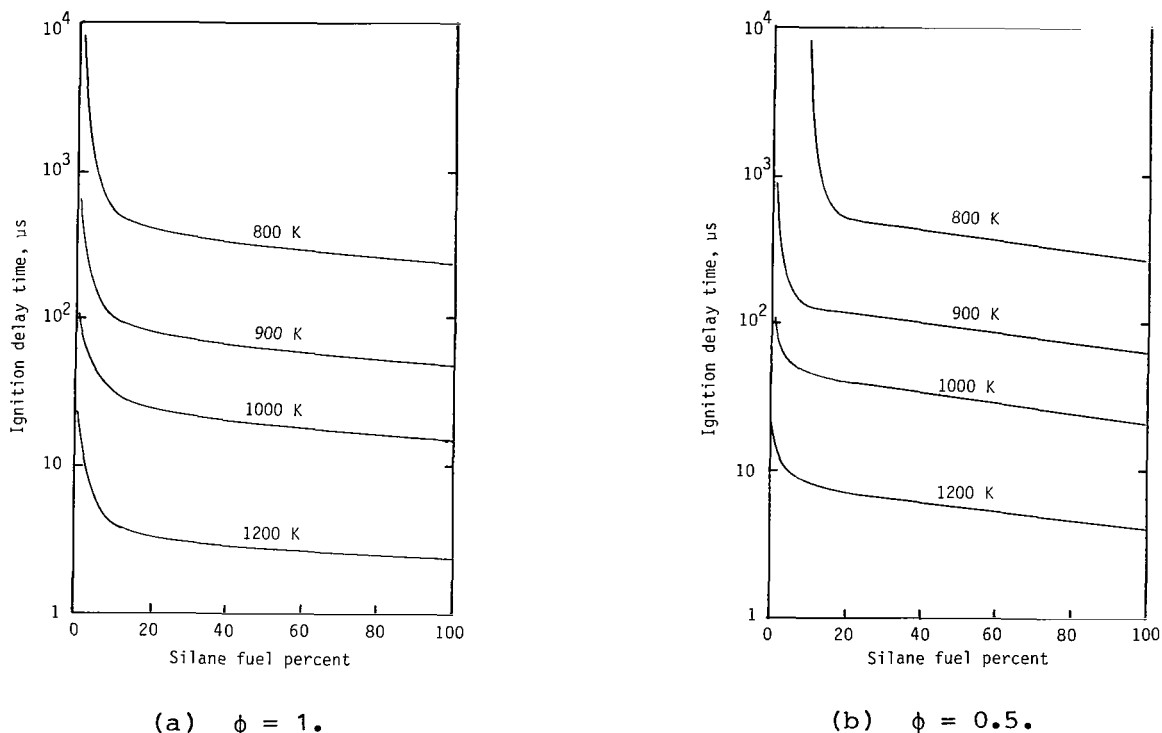 10⁴
10³
10²
10
1
Ignition delay time, µs
800 K
900 K
1000 K
1200 K
0 20 40 60 80 100
Silane fuel percent
(a) ϕ = 1.
10⁴
10³
10²
10
1
Ignition delay time, µs
800 K
900 K
1000 K
1200 K
0 20 40 60 80 100
Silane fuel percent
(b) ϕ = 0.5.